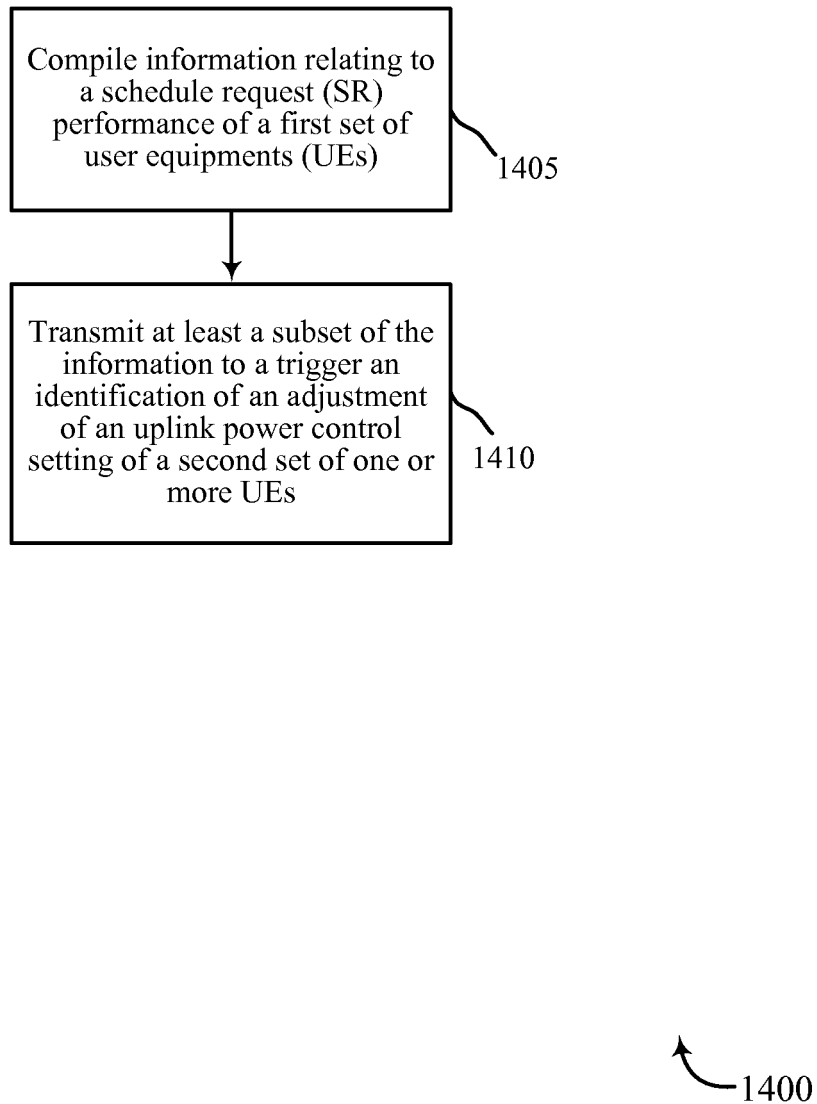 Compile information relating to
a schedule request (SR)
performance of a first set of
user equipments (UEs)
1405
Transmit at least a subset of the
information to a trigger an
identification of an adjustment
of an uplink power control
setting of a second set of one or
more UEs
1410
1400